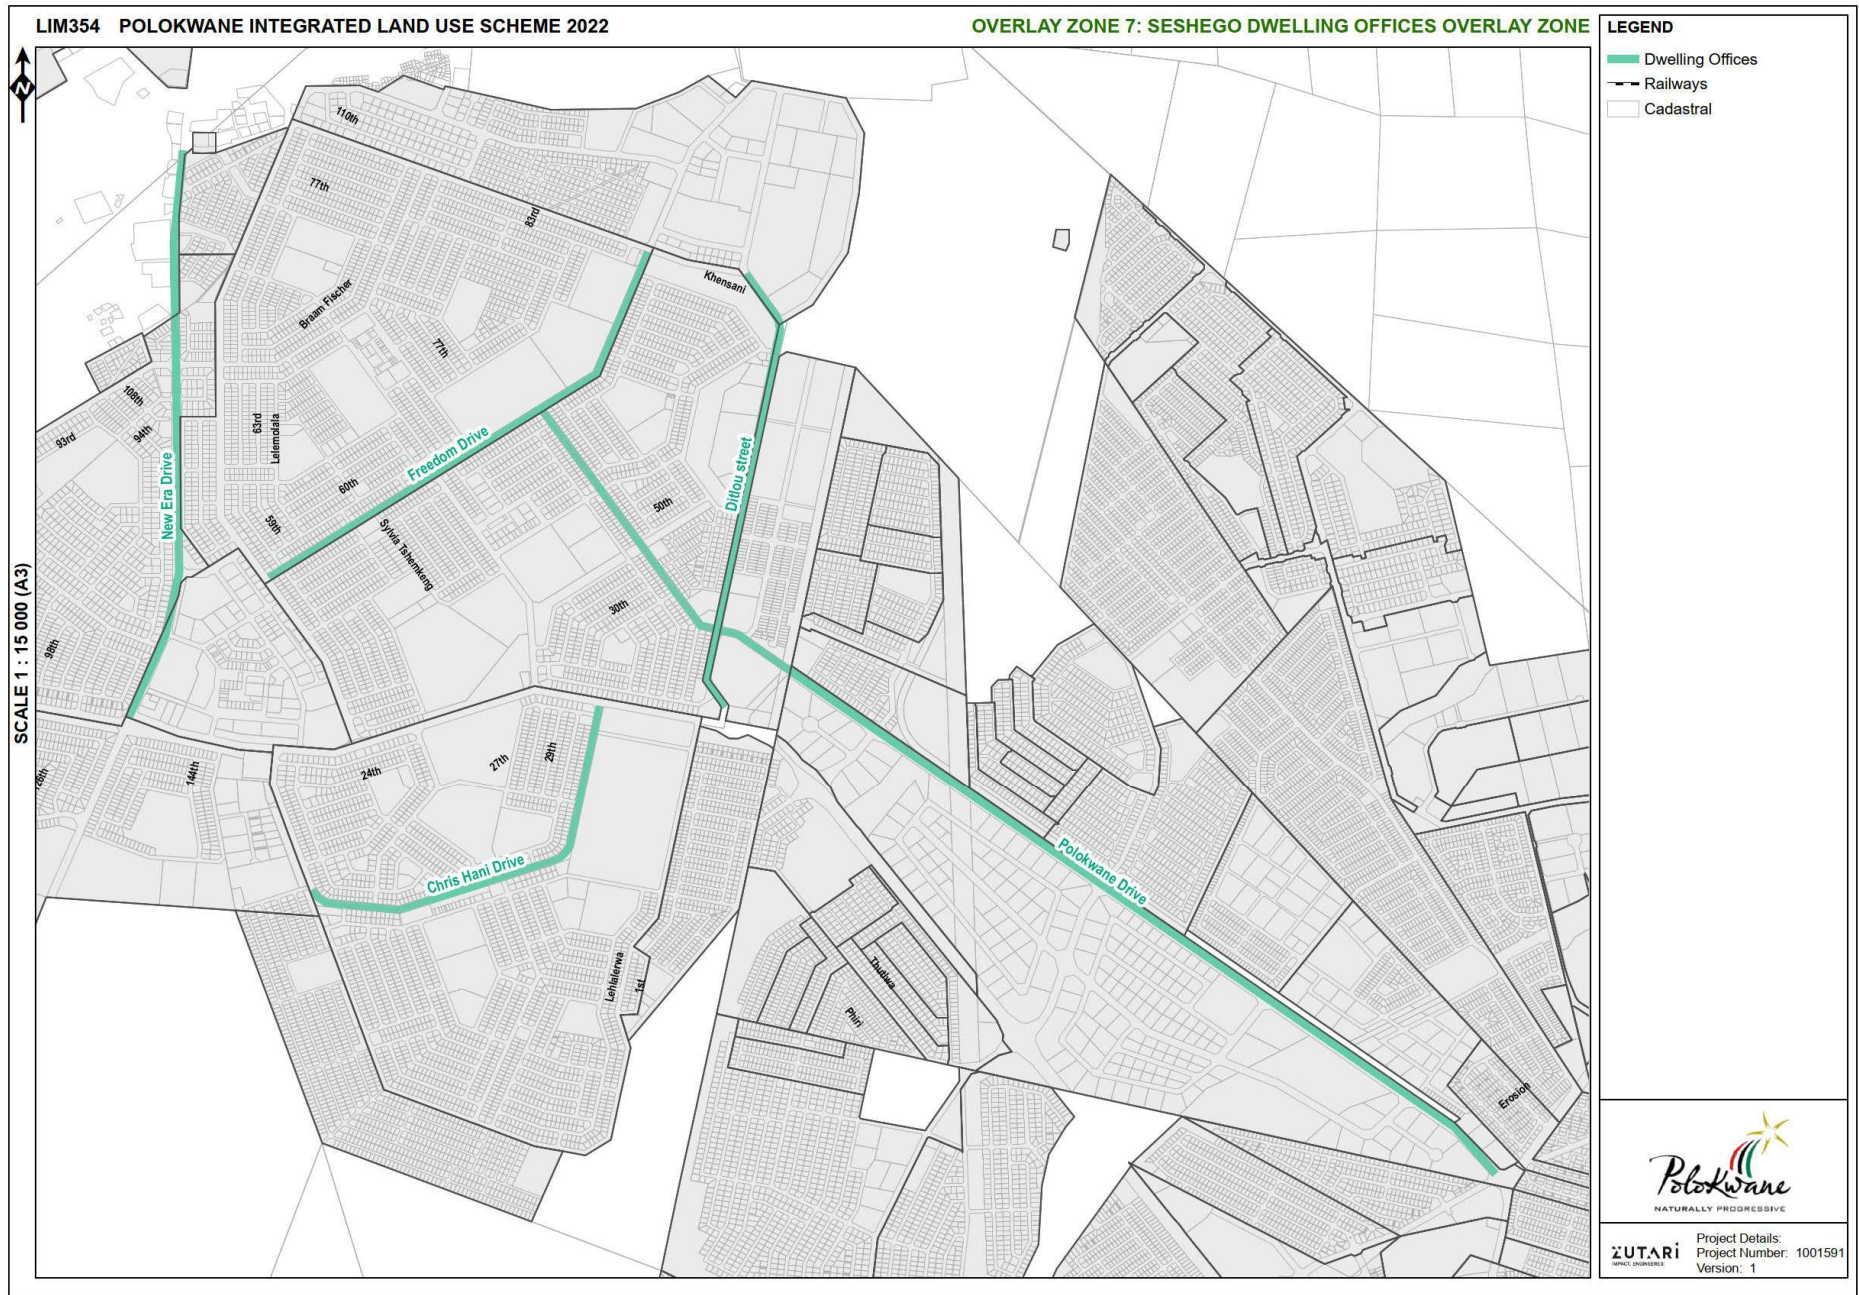 LIM354 POLOKWANE INTEGRATED LAND USE SCHEME 2022
OVERLAY ZONE 7: SESHEGO DWELLING OFFICES OVERLAY ZONE
LEGEND
Dwelling Offices
Railways
Cadastral
N
SCALE 1 : 15 000 (A3)
110th
77th
83rd
Khensani
Braam Fischer
77th
108th
94th
93rd
63rd
Lelemolala
Freedom Drive
New Era Drive
Ditlou street
60th
59th
50th
Sylvia Tshemkeng
30th
98th
144th
24th
27th
29th
Chris Hani Drive
Polokwane Drive
Lehlalerwa
1st
Thutlwa
Phiri
Erosion
PoloKwane
NATURALLY PROGRESSIVE
ZUTARI
IMPACT. ENGINEERED.
Project Details:
Project Number: 1001591
Version: 1